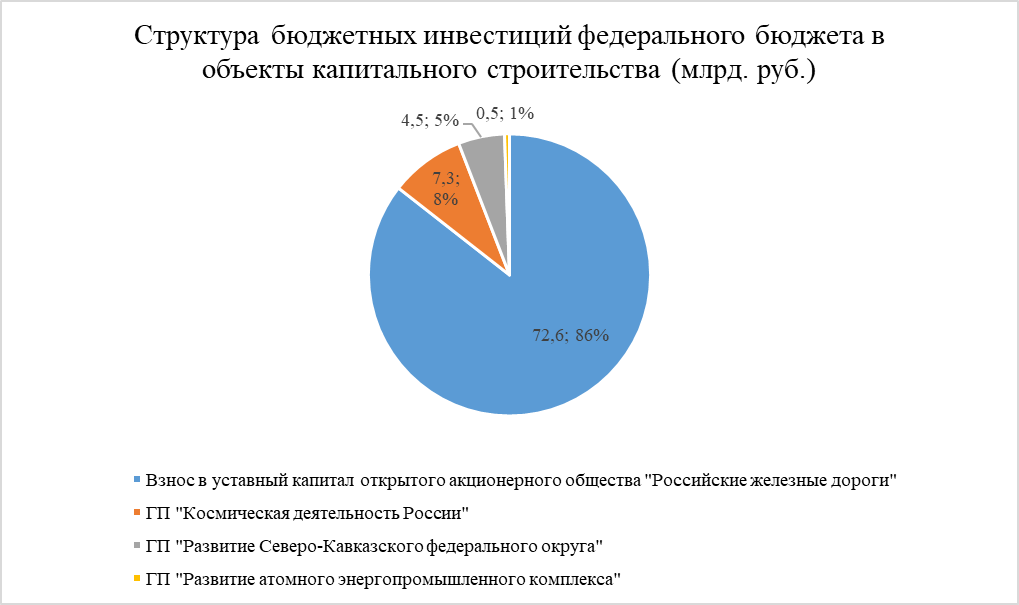 Структура бюджетных инвестиций федерального бюджета в
объекты капитального строительства (млрд. руб.)
4,5; 5%
0,5; 1%
7,3;
8%
72,6; 86%
Взнос в уставный капитал открытого акционерного общества "Российские железные дороги"
ГП "Космическая деятельность России"
ГП "Развитие Северо-Кавказского федерального округа"
ГП "Развитие атомного энергопромышленного комплекса"